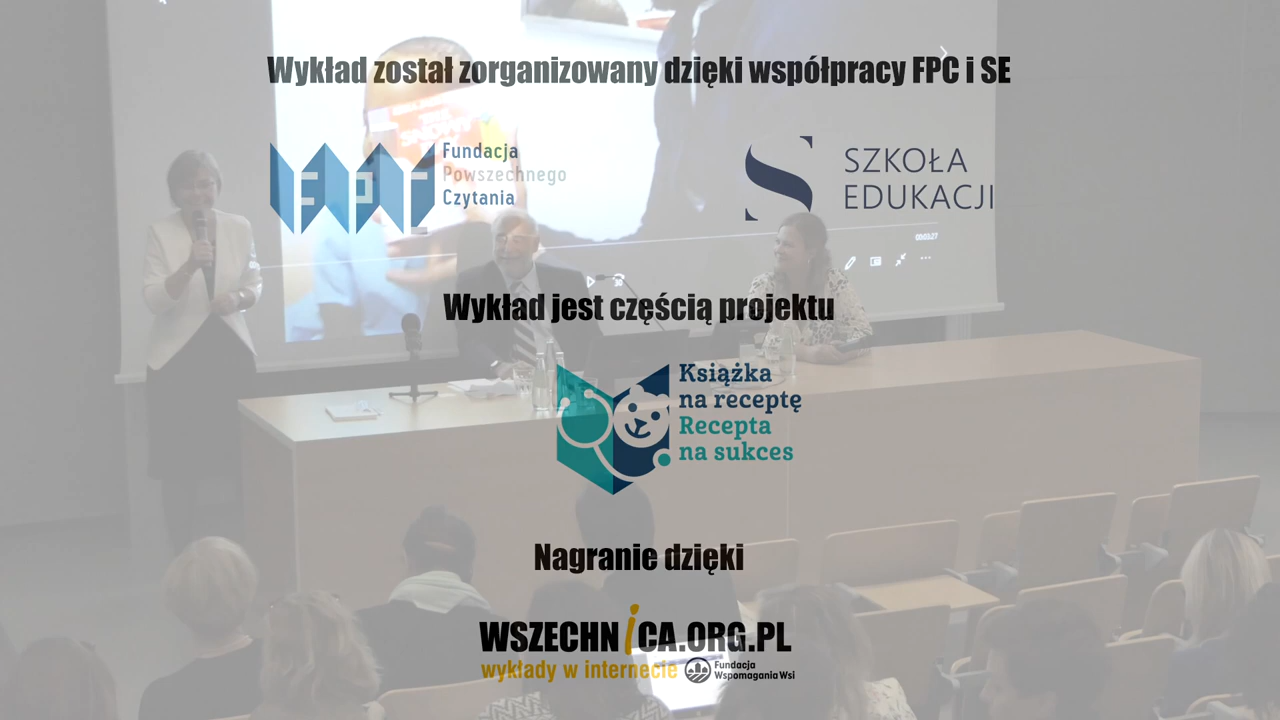 Wykład został zorganizowany dzięki współpracy FPC i SE
FPC
Fundacja
Powszechnego
Czytania
SZKOŁA
EDUKACJI
Wykład jest częścią projektu
Książka
na receptę
Recepta
na sukces
Nagranie dzięki
WSZECHNICA.ORG.PL
wykłady w internecie
Fundacja
Wspomagania Wsi